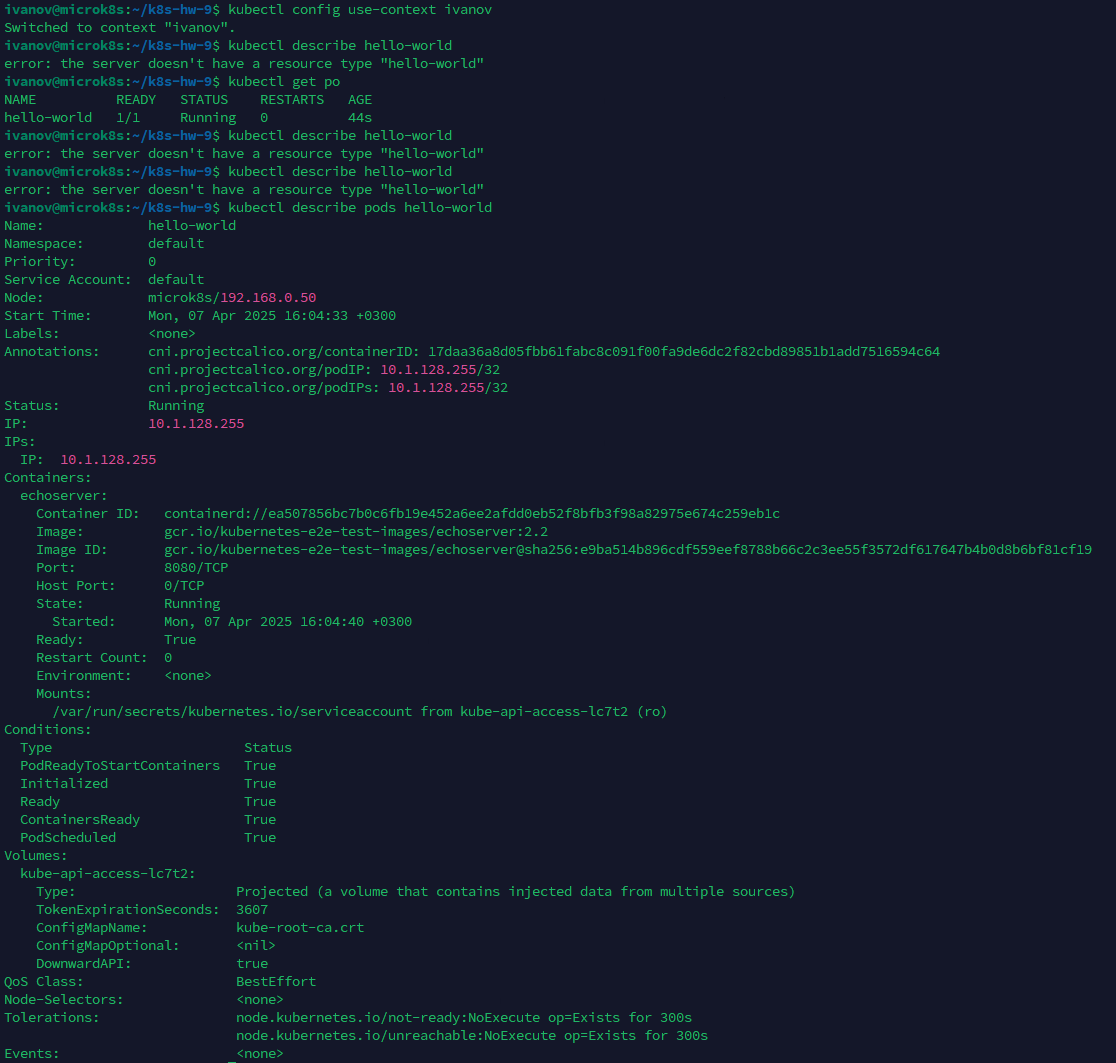 ivanov@microk8s:~/k8s-hw-9$ kubectl config use-context ivanov
Switched to context "ivanov".
ivanov@microk8s:~/k8s-hw-9$ kubectl describe hello-world
error: the server doesn't have a resource type "hello-world"
ivanov@microk8s:~/k8s-hw-9$ kubectl get po
NAME          READY   STATUS    RESTARTS   AGE
hello-world   1/1     Running   0          44s
ivanov@microk8s:~/k8s-hw-9$ kubectl describe hello-world
error: the server doesn't have a resource type "hello-world"
ivanov@microk8s:~/k8s-hw-9$ kubectl describe hello-world
error: the server doesn't have a resource type "hello-world"
ivanov@microk8s:~/k8s-hw-9$ kubectl describe pods hello-world
Name:             hello-world
Namespace:        default
Priority:         0
Service Account:  default
Node:             microk8s/192.168.0.50
Start Time:       Mon, 07 Apr 2025 16:04:33 +0300
Labels:           <none>
Annotations:      cni.projectcalico.org/containerID: 17daa36a8d05fbb61fabc8c091f00fa9de6dc2f82cbd89851b1add7516594c64
                  cni.projectcalico.org/podIP: 10.1.128.255/32
                  cni.projectcalico.org/podIPs: 10.1.128.255/32
Status:           Running
IP:               10.1.128.255
IPs:
  IP:  10.1.128.255
Containers:
  echoserver:
    Container ID:   containerd://ea507856bc7b0c6fb19e452a6ee2afdd0eb52f8bfb3f98a82975e674c259eb1c
    Image:          gcr.io/kubernetes-e2e-test-images/echoserver:2.2
    Image ID:       gcr.io/kubernetes-e2e-test-images/echoserver@sha256:e9ba514b896cdf559eef8788b66c2c3ee55f3572df617647b4b0d8b6bf81cf19
    Port:           8080/TCP
    Host Port:      0/TCP
    State:          Running
      Started:      Mon, 07 Apr 2025 16:04:40 +0300
    Ready:          True
    Restart Count:  0
    Environment:    <none>
    Mounts:
      /var/run/secrets/kubernetes.io/serviceaccount from kube-api-access-lc7t2 (ro)
Conditions:
  Type                        Status
  PodReadyToStartContainers   True
  Initialized                 True
  Ready                       True
  ContainersReady             True
  PodScheduled                True
Volumes:
  kube-api-access-lc7t2:
    Type:                    Projected (a volume that contains injected data from multiple sources)
    TokenExpirationSeconds:  3607
    ConfigMapName:           kube-root-ca.crt
    ConfigMapOptional:       <nil>
    DownwardAPI:             true
QoS Class:                   BestEffort
Node-Selectors:              <none>
Tolerations:                 node.kubernetes.io/not-ready:NoExecute op=Exists for 300s
                             node.kubernetes.io/unreachable:NoExecute op=Exists for 300s
Events:                      <none>